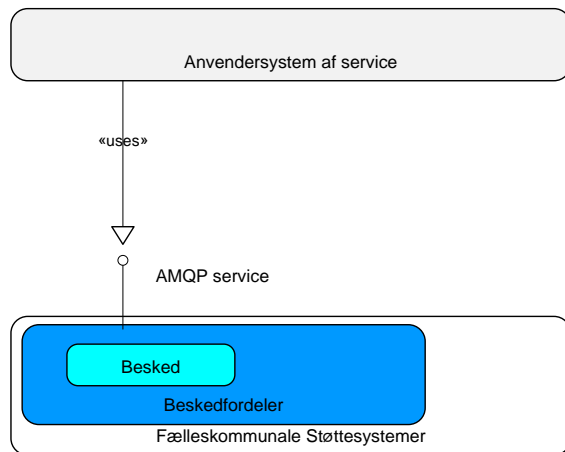 Anvendersystem af service
«uses»
AMQP service
Besked
Beskedfordeler
Fælleskommunale Støttesystemer